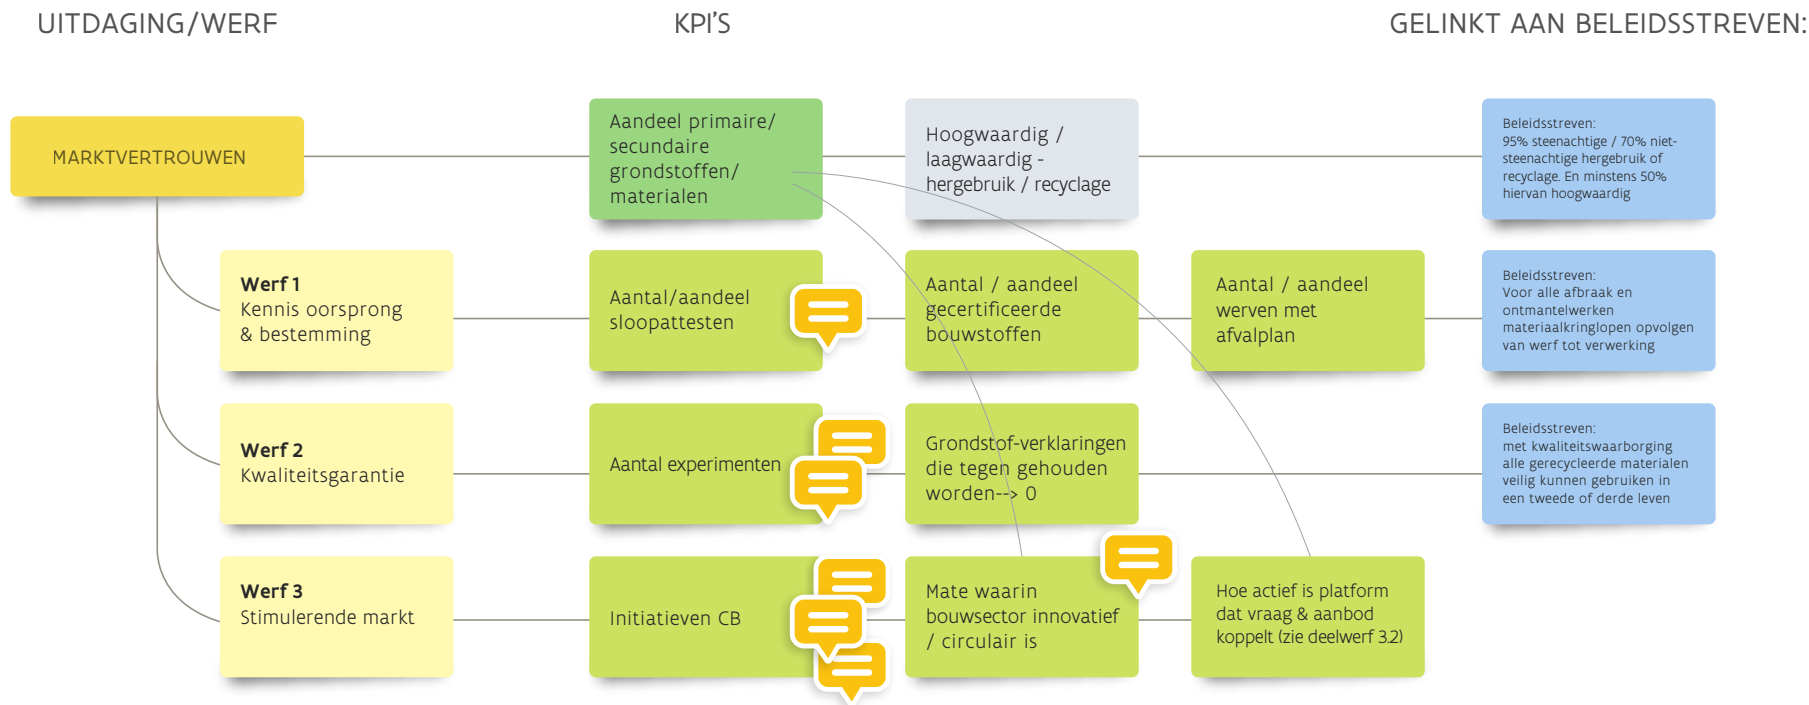 UITDAGING/WERF
KPI'S
GELINKT AAN BELEIDSSTREVEN:
MARKTVERTROUWEN
Aandeel primaire/
secundaire
grondstoffen/
materialen
Hoogwaardig /
laagwaardig -
hergebruik / recyclage
Beleidsstreven:
95% steenachtige / 70% niet-
steenachtige hergebruik of
recyclage. En minstens 50%
hiervan hoogwaardig
Werf 1
Kennis oorsprong
& bestemming
Aantal/aandeel
sloopattesten
Aantal / aandeel
gecertificeerde
bouwstoffen
Aantal / aandeel
werven met
afvalplan
Beleidsstreven:
Voor alle afbraak en
ontmantelwerken
materiaalkringlopen opvolgen
van werf tot verwerking
Werf 2
Kwaliteitsgarantie
Aantal experimenten
Grondstof-verklaringen
die tegen gehouden
worden--> 0
Beleidsstreven:
met kwaliteitswaarborging
alle gerecycleerde materialen
veilig kunnen gebruiken in
een tweede of derde leven
Werf 3
Stimulerende markt
Initiatieven CB
Mate waarin
bouwsector innovatief
/ circulair is
Hoe actief is platform
dat vraag & aanbod
koppelt (zie deelwerf 3.2)